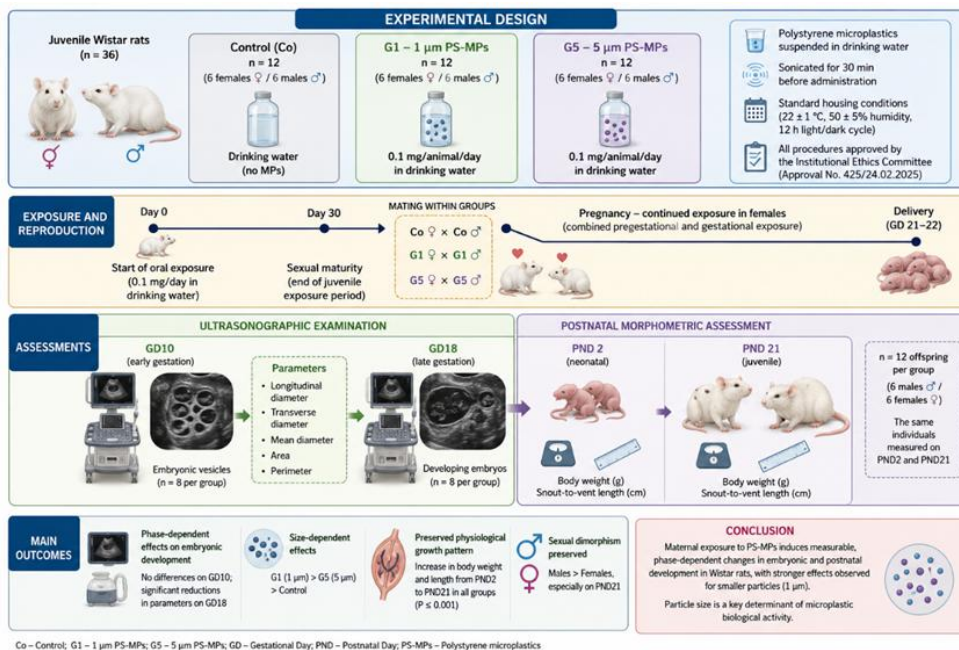 EXPERIMENTAL DESIGN
Juvenile Wistar rats
(n = 36)
♀
♂
Control (Co)
n = 12
(6 females ♀ / 6 males ♂)
Drinking water
(no MPs)
G1 – 1 μm PS-MPs
n = 12
(6 females ♀ / 6 males ♂)
0.1 mg/animal/day
in drinking water
G5 – 5 μm PS-MPs
n = 12
(6 females ♀ / 6 males ♂)
0.1 mg/animal/day
in drinking water
Polystyrene microplastics
suspended in drinking water
Sonicated for 30 min
before administration
Standard housing conditions
(22 ± 1 °C, 50 ± 5% humidity,
12 h light/dark cycle)
All procedures approved by
the Institutional Ethics Committee
(Approval No. 425/24.02.2025)
EXPOSURE AND
REPRODUCTION
Day 0
Start of oral exposure
(0.1 mg/day in
drinking water)
Day 30
Sexual maturity
(end of juvenile
exposure period)
MATING WITHIN GROUPS
Co ♀ × Co ♂
G1 ♀ × G1 ♂
G5 ♀ × G5 ♂
Pregnancy – continued exposure in females
(combined pregestational and gestational exposure)
Delivery
(GD 21–22)
ASSESSMENTS
ULTRASONOGRAPHIC EXAMINATION
GD10
(early gestation)
Embryonic vesicles
(n = 8 per group)
Parameters
• Longitudinal
diameter
• Transverse
diameter
• Mean diameter
• Area
• Perimeter
GD18
(late gestation)
Developing embryos
(n = 8 per group)
POSTNATAL MORPHOMETRIC ASSESSMENT
PND 2
(neonatal)
Body weight (g)
Snout-to-vent length (cm)
PND 21
(juvenile)
Body weight (g)
Snout-to-vent length (cm)
n = 12 offspring
per group
(6 males ♂ /
6 females ♀)
The same
individuals
measured on
PND2 and PND21
MAIN
OUTCOMES
Phase-dependent
effects on embryonic
development
No differences on GD10;
significant reductions
in parameters on GD18
Size-dependent
effects
G1 (1 μm) > G5 (5 μm)
> Control
Preserved physiological
growth pattern
Increase in body weight
and length from PND2
to PND21 in all groups
(P ≤ 0.001)
♂
♀
Sexual dimorphism
preserved
Males > Females,
especially on PND21
CONCLUSION
Maternal exposure to PS-MPs induces measurable,
phase-dependent changes in embryonic and postnatal
development in Wistar rats, with stronger effects observed
for smaller particles (1 μm).
Particle size is a key determinant of microplastic
biological activity.
Co – Control; G1 – 1 μm PS-MPs; G5 – 5 μm PS-MPs; GD – Gestational Day; PND – Postnatal Day; PS-MPs – Polystyrene microplastics